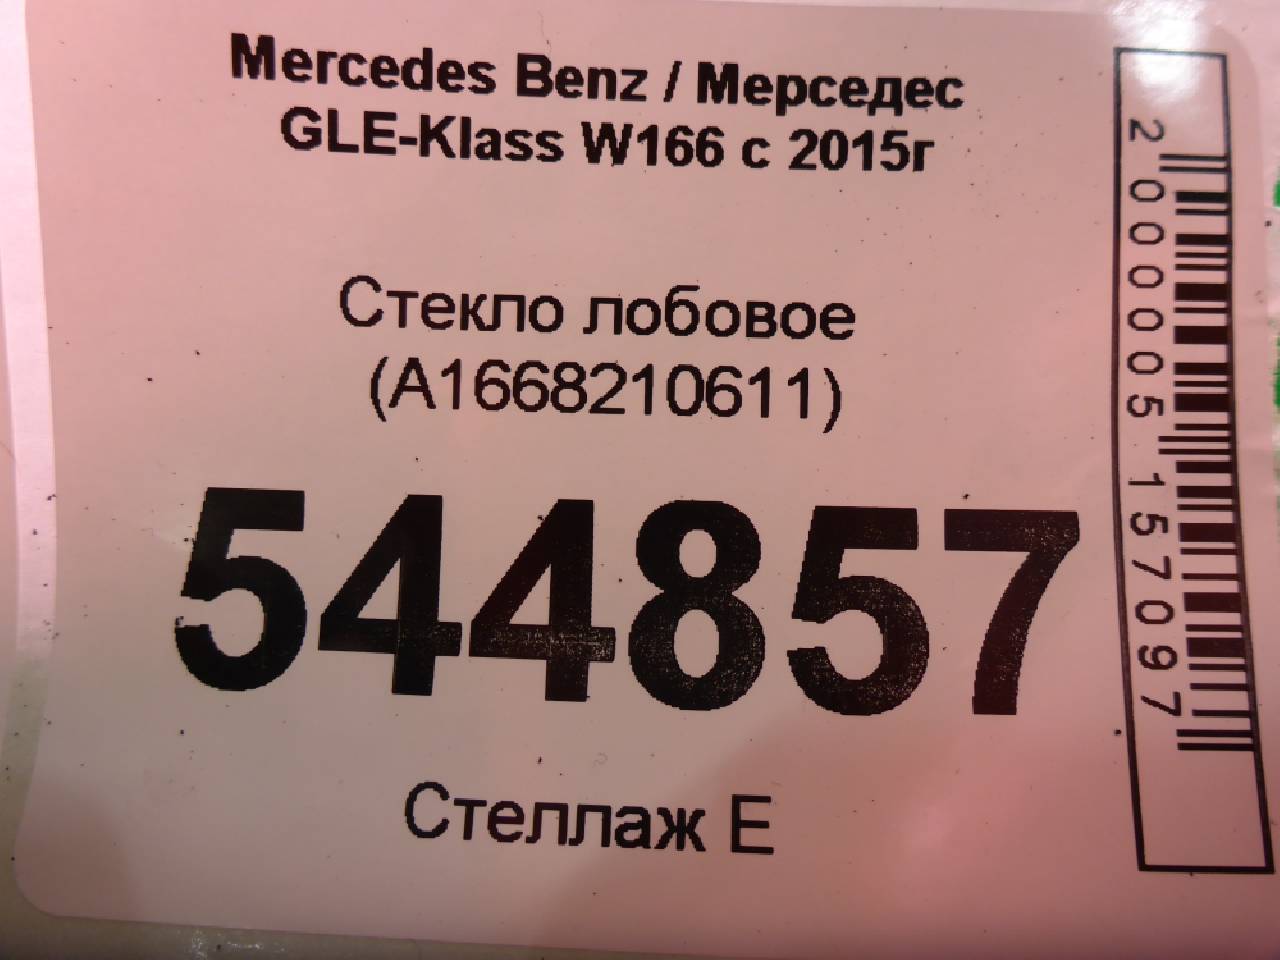 Mercedes Benz / Мерседес
GLE-Klass W166 с 2015г
Стекло лобовое
(A1668210611)
544857
Стеллаж Е
2000005157097